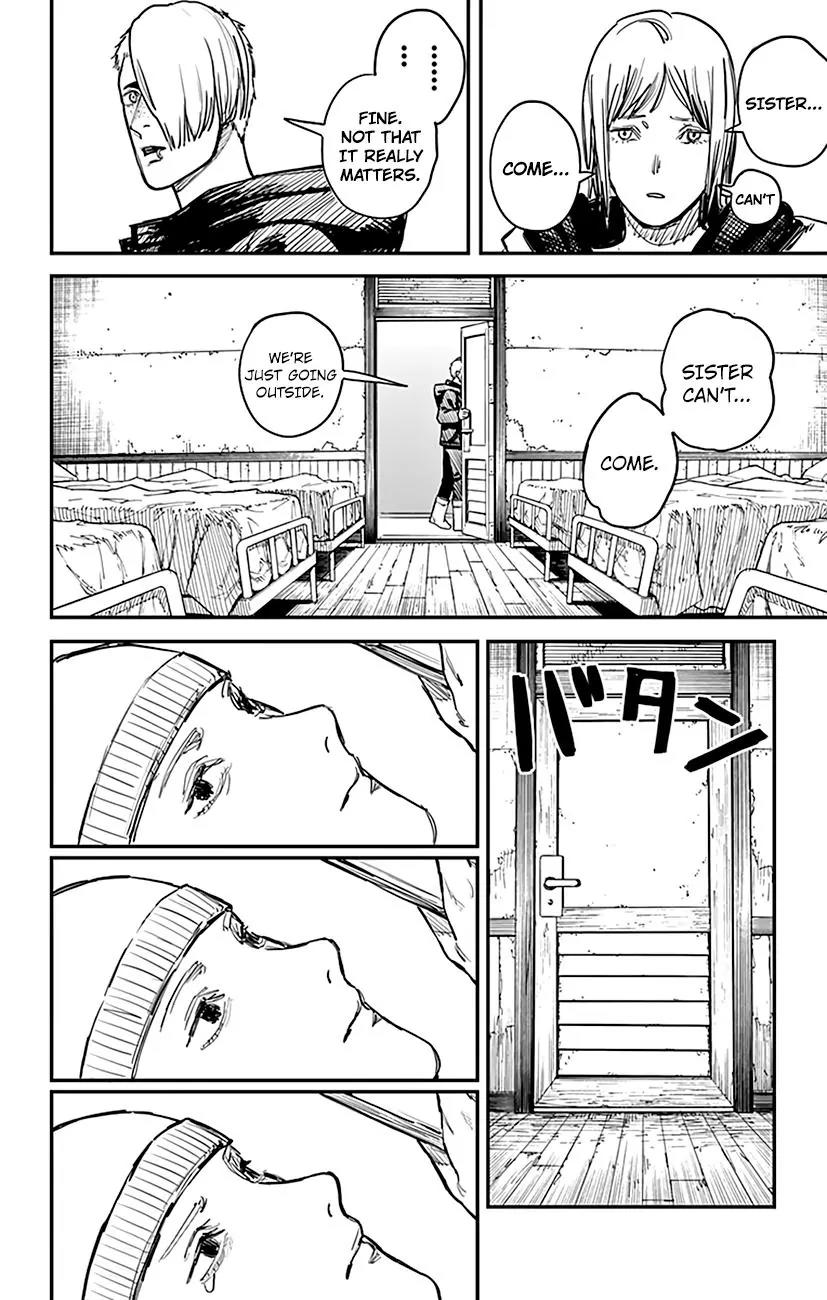 SISTER...
CAN'T
COME...
⋮ ⋮
FINE.
NOT THAT
IT REALLY
MATTERS.
SISTER
CAN'T...
COME.
WE'RE
JUST GOING
OUTSIDE.
バタン